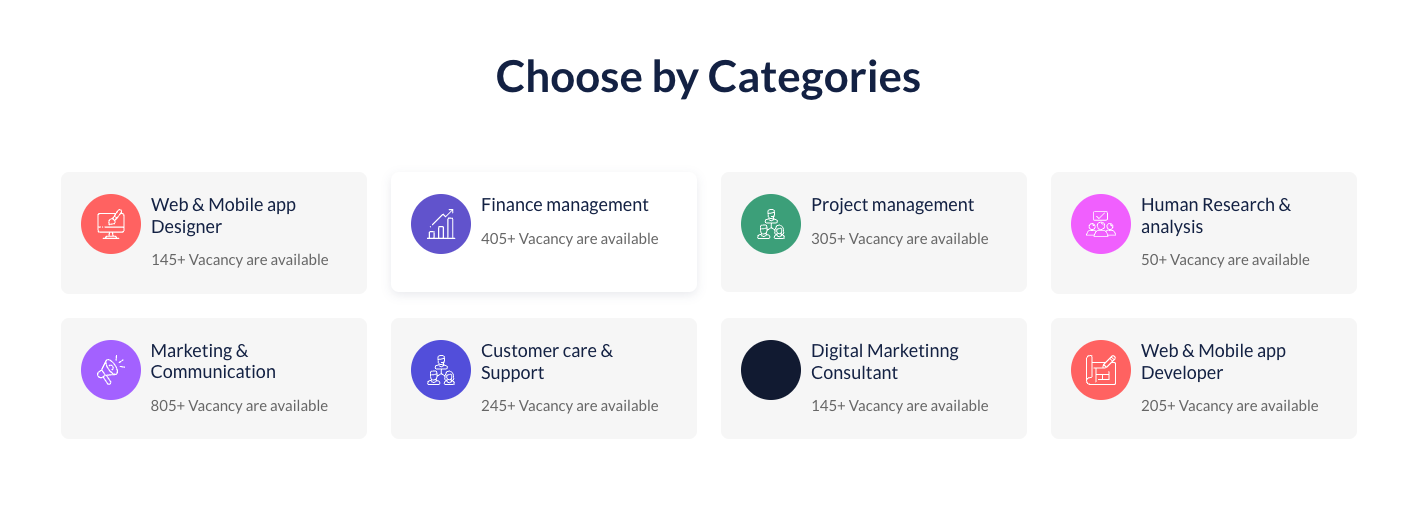 Choose by Categories
Web & Mobile app
Designer
145+ Vacancy are available
Finance management
405+ Vacancy are available
Project management
305+ Vacancy are available
Human Research &
analysis
50+ Vacancy are available
Marketing &
Communication
805+ Vacancy are available
Customer care &
Support
245+ Vacancy are available
Digital Marketinng
Consultant
145+ Vacancy are available
Web & Mobile app
Developer
205+ Vacancy are available